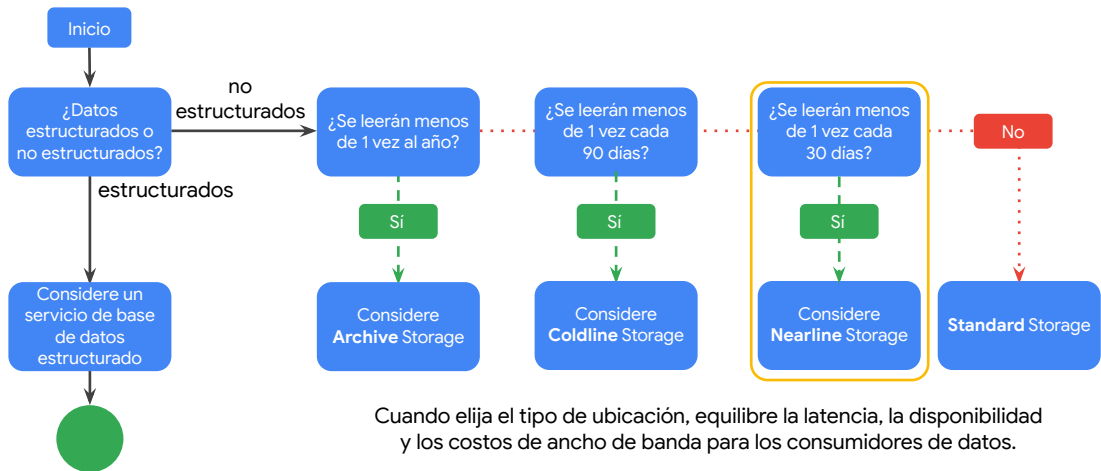 Inicio
¿Datos
estructurados o
no estructurados?
no
estructurados
¿Se leerán menos
de 1 vez al año?
¿Se leerán menos
de 1 vez cada
90 días?
¿Se leerán menos
de 1 vez cada
30 días?
No
estructurados
Sí
Sí
Sí
Considere un
servicio de base
de datos
estructurado
Considere
Archive Storage
Considere
Coldline Storage
Considere
Nearline Storage
Standard Storage
Cuando elija el tipo de ubicación, equilibre la latencia, la disponibilidad
y los costos de ancho de banda para los consumidores de datos.